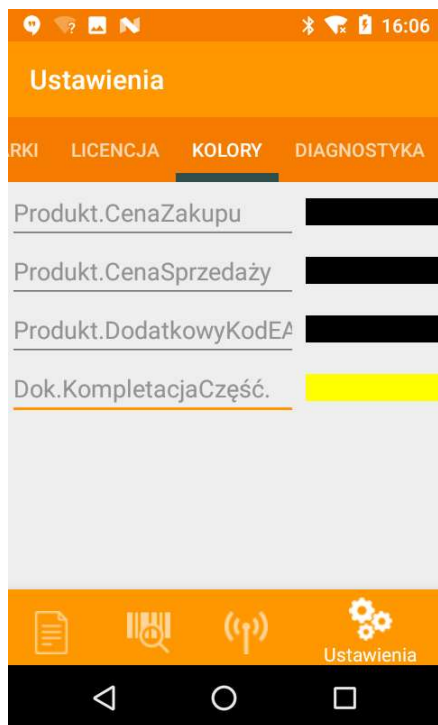 16:06
Ustawienia
RKI LICENCJA KOLORY DIAGNOSTYKA
Produkt.CenaZakupu
Produkt.CenaSprzedaży
Produkt.DodatkowyKodEA
Dok.KompletacjaCzęść.
Ustawienia